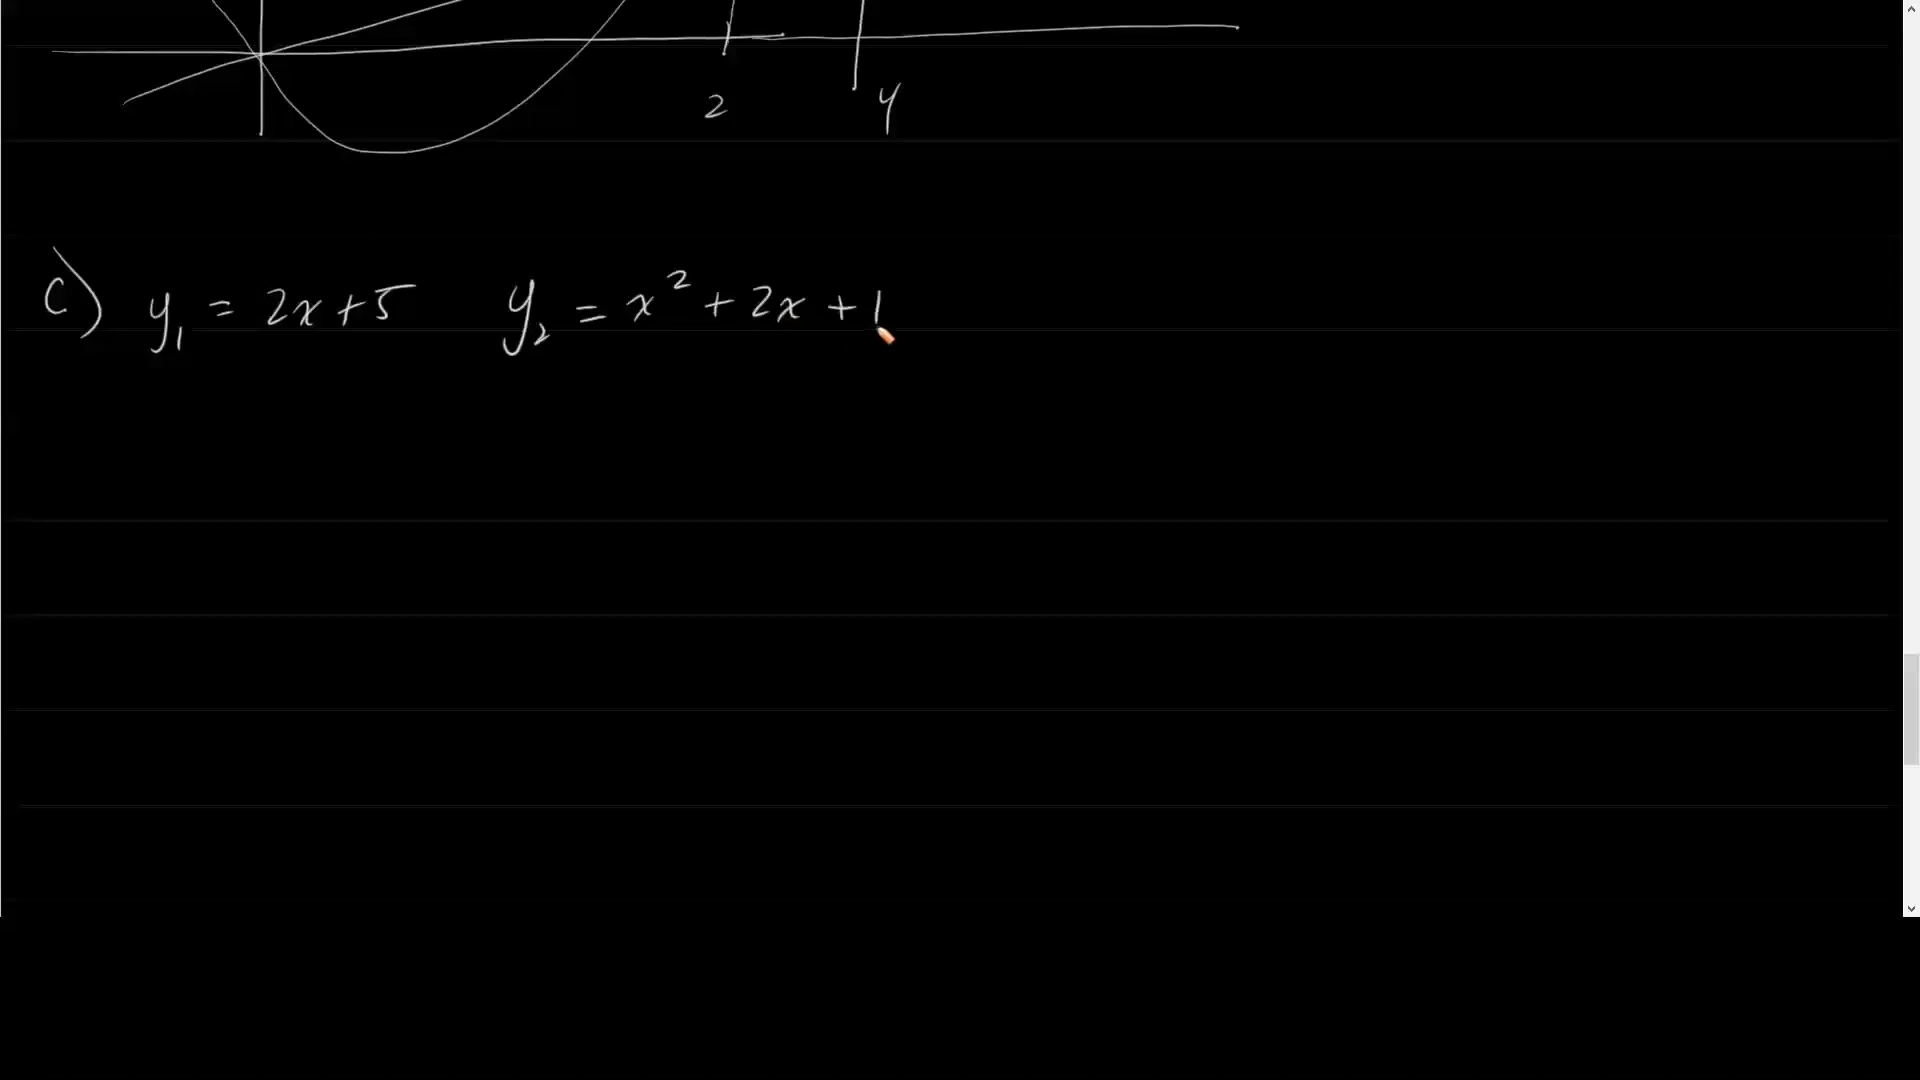 2 4
c) y₁ = 2x + 5 y₂ = x² + 2x + 1